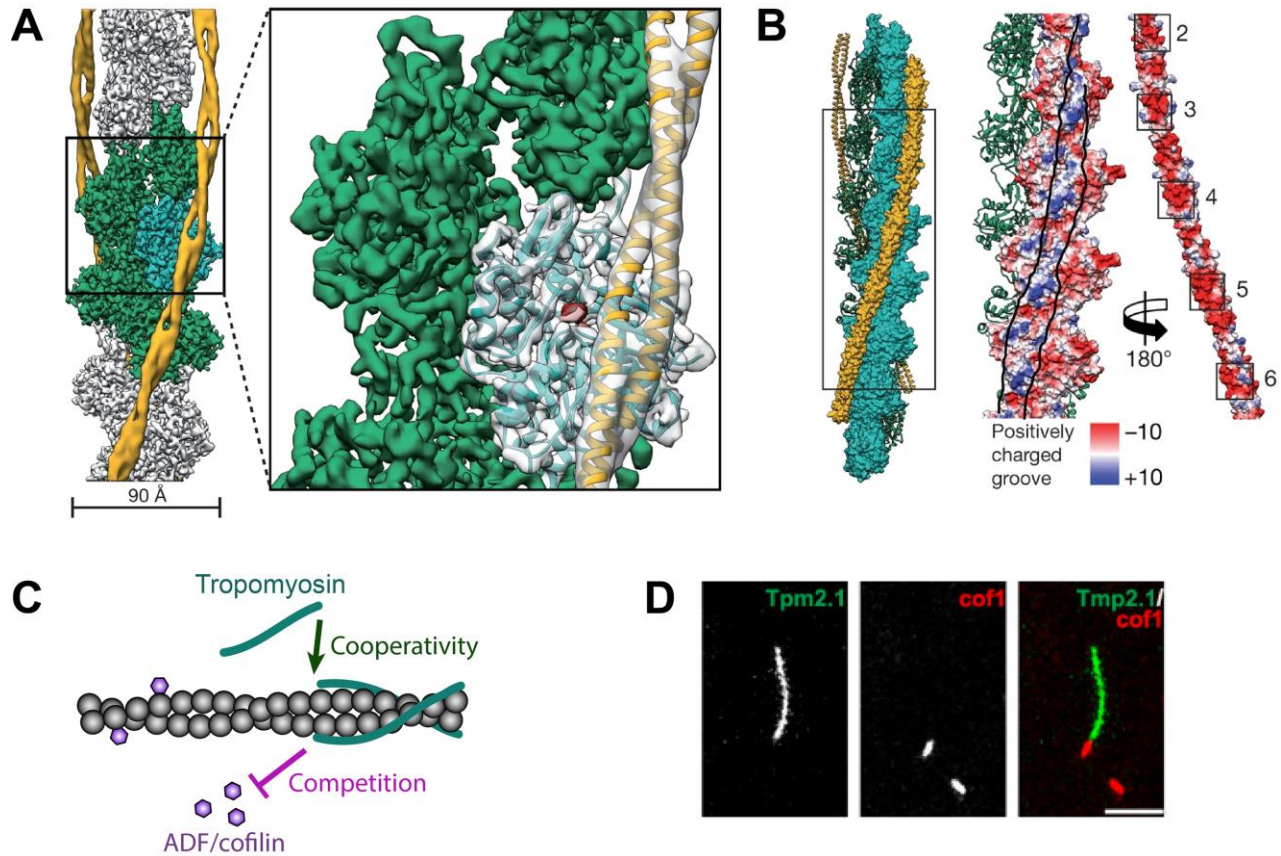 A
90 Å
B
2
3
4
5
6
180°
Positively
charged
groove
−10
+10
C
Tropomyosin
Cooperativity
Competition
ADF/cofilin
D
Tpm2.1
cof1
Tmp2.1/
cof1